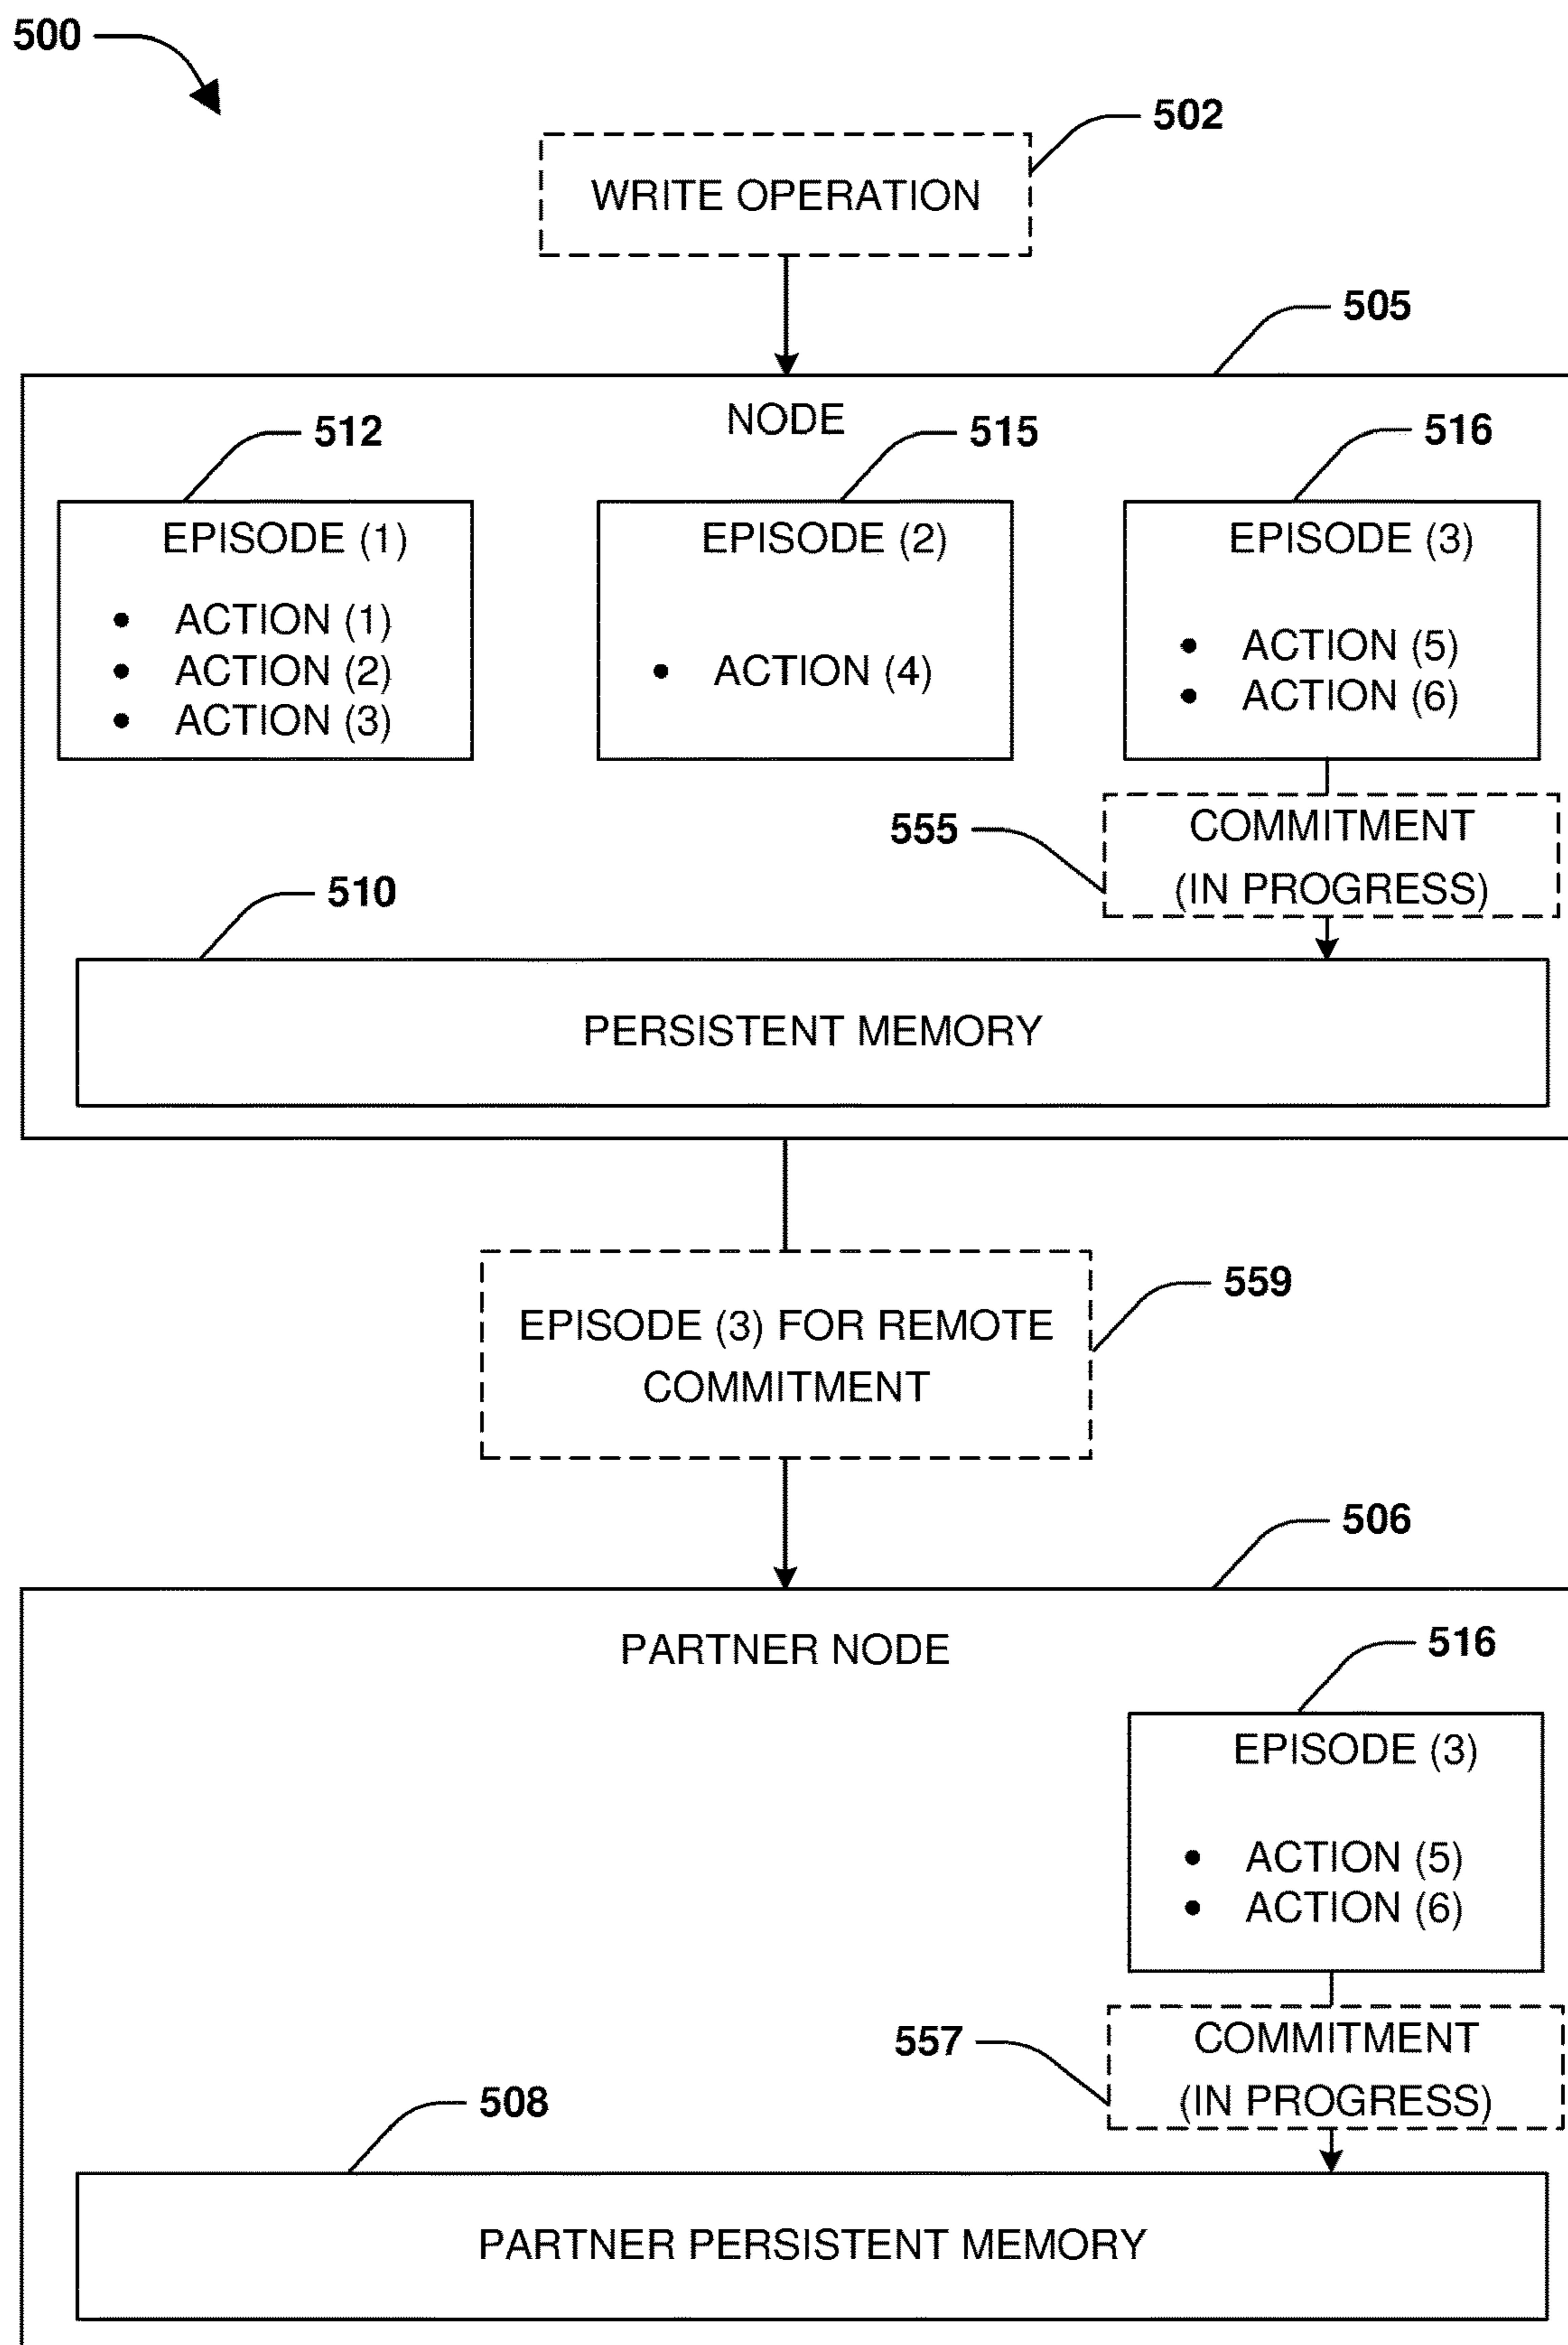 500
502
WRITE OPERATION
505
NODE
512
515
516
EPISODE (1)
• ACTION (1)
• ACTION (2)
• ACTION (3)
EPISODE (2)
• ACTION (4)
EPISODE (3)
• ACTION (5)
• ACTION (6)
555
COMMITMENT
(IN PROGRESS)
510
PERSISTENT MEMORY
559
EPISODE (3) FOR REMOTE
COMMITMENT
506
PARTNER NODE
516
EPISODE (3)
• ACTION (5)
• ACTION (6)
557
COMMITMENT
(IN PROGRESS)
508
PARTNER PERSISTENT MEMORY